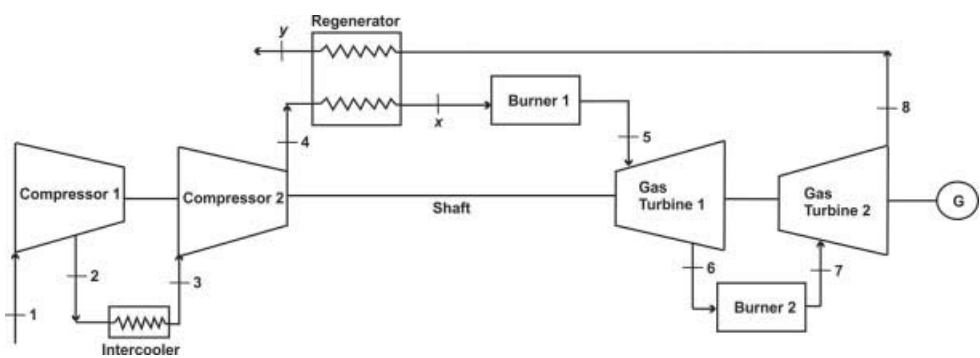 Regenerator
y
Burner 1
x
8
4
5
Compressor 1
Compressor 2
Gas
Turbine 1
Gas
Turbine 2
G
Shaft
2
3
6
7
1
Burner 2
Intercooler